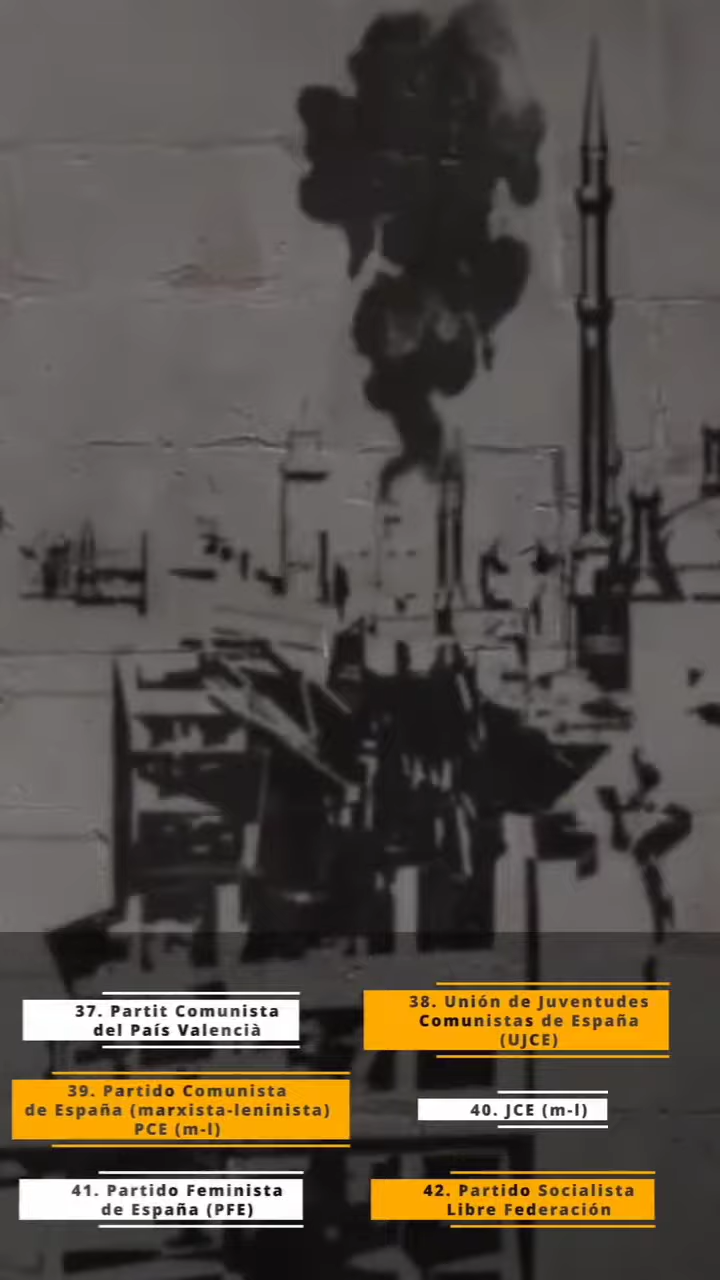 37. Partit Comunista
del País Valencià
38. Unión de Juventudes
Comunistas de España
(UJCE)
39. Partido Comunista
de España (marxista-leninista)
PCE (m-l)
40. JCE (m-l)
41. Partido Feminista
de España (PFE)
42. Partido Socialista
Libre Federación